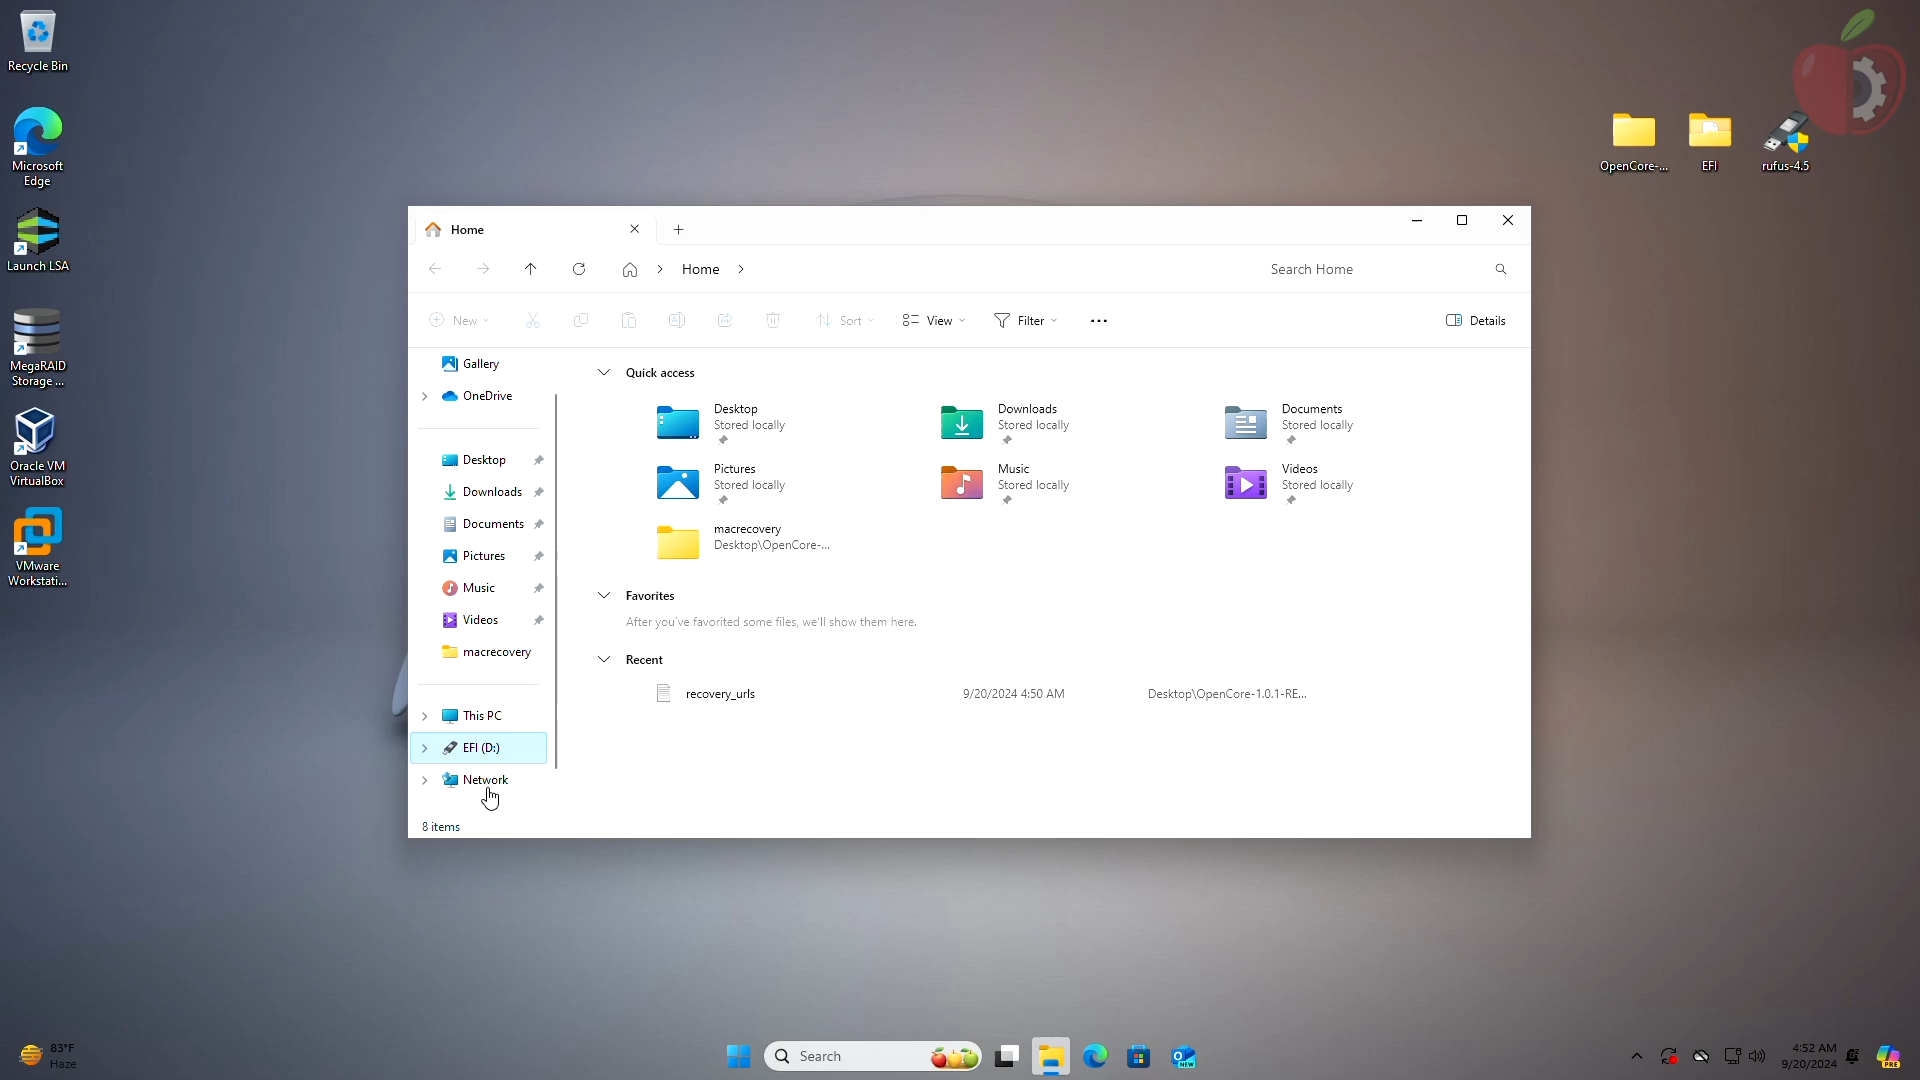 Recycle Bin
Microsoft
Edge
Launch LSA
MegaRAID
Storage ...
Oracle VM
VirtualBox
VMware
Workstati...
OpenCore-...
EFI
rufus-4.5
Home
Home
Search Home
New
Sort
View
Filter
Details
Gallery
OneDrive
Desktop
Downloads
Documents
Pictures
Music
Videos
macrecovery
This PC
EFI (D:)
Network
8 items
Quick access
Desktop
Stored locally
Downloads
Stored locally
Documents
Stored locally
Pictures
Stored locally
Music
Stored locally
Videos
Stored locally
macrecovery
Desktop\OpenCore-...
Favorites
After you've favorited some files, we'll show them here.
Recent
recovery_urls 9/20/2024 4:50 AM Desktop\OpenCore-1.0.1-RE...
83°F
Haze
Search
NEW
4:52 AM
9/20/2024
PRE